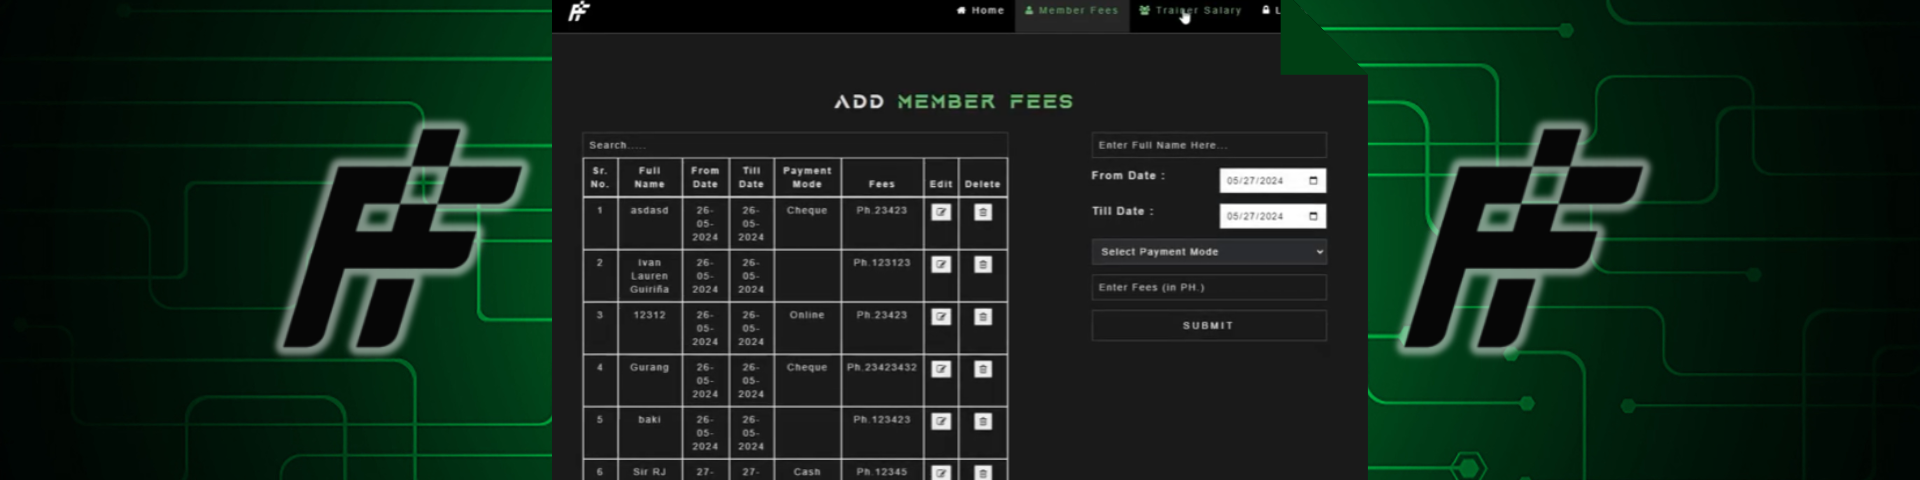 Home Member Fees Trainer Salary L
ADD MEMBER FEES
Search.....
Sr. No. Full Name From Date Till Date Payment Mode Fees Edit Delete
1 asdasd 26-05-2024 26-05-2024 Cheque Ph.23423
2 Ivan Lauren Guiriña 26-05-2024 26-05-2024 Ph.123123
3 12312 26-05-2024 26-05-2024 Online Ph.23423
4 Gurang 26-05-2024 26-05-2024 Cheque Ph.23423432
5 baki 26-05-2024 26-05-2024 Ph.123423
6 Sir RJ 27- 27- Cash Ph.12345
Enter Full Name Here...
From Date : 05/27/2024
Till Date : 05/27/2024
Select Payment Mode
Enter Fees (in PH.)
SUBMIT